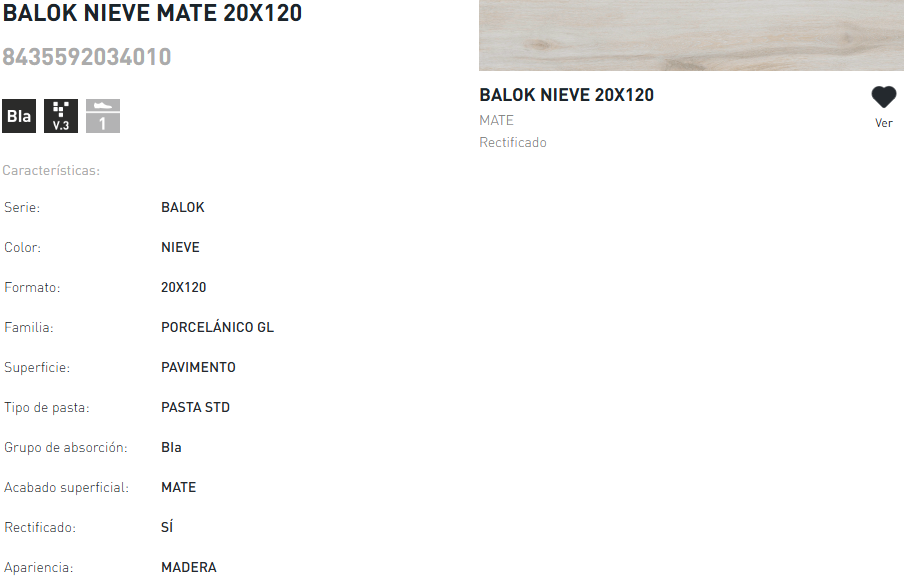 BALOK NIEVE MATE 20X120
8435592034010
BIa
V.3
1
Características:
Serie: BALOK
Color: NIEVE
Formato: 20X120
Familia: PORCELÁNICO GL
Superficie: PAVIMENTO
Tipo de pasta: PASTA STD
Grupo de absorción: BIa
Acabado superficial: MATE
Rectificado: SÍ
Apariencia: MADERA
BALOK NIEVE 20X120
MATE
Rectificado
Ver